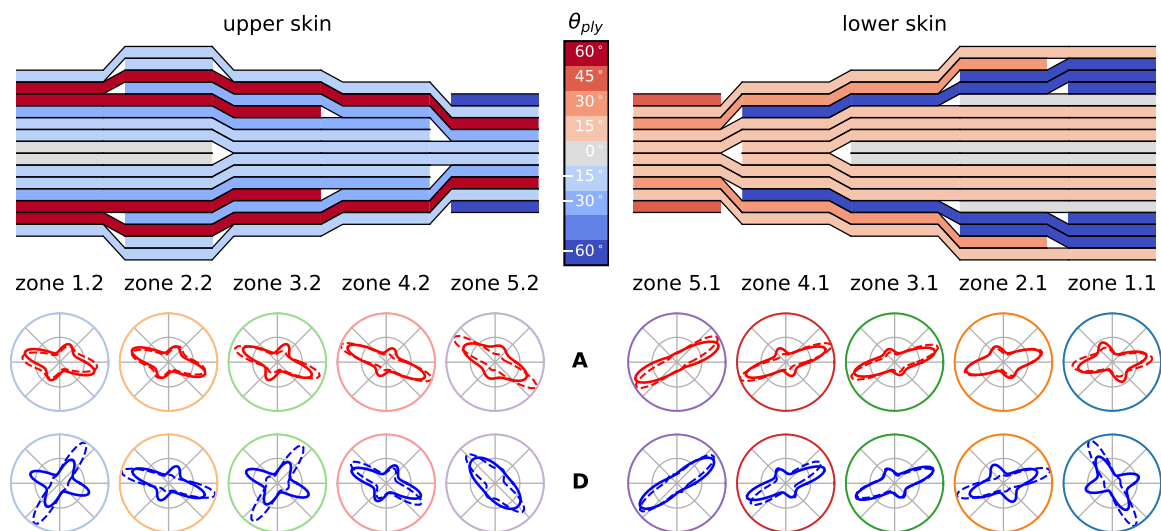 upper skin
θply
lower skin
60°
45°
30°
15°
0°
−15°
−30°
−60°
zone 1.2 zone 2.2 zone 3.2 zone 4.2 zone 5.2 zone 5.1 zone 4.1 zone 3.1 zone 2.1 zone 1.1
A
D